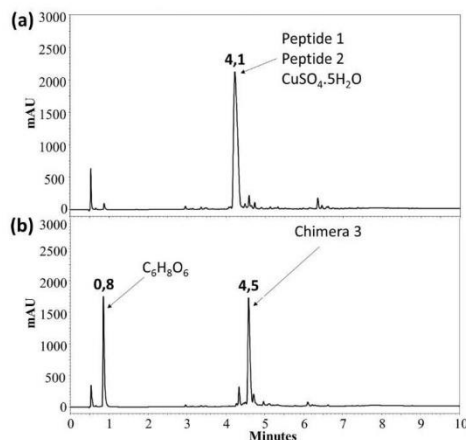 (a)
3000
2500
2000
1500
1000
500
0
mAU
4,1
Peptide 1
Peptide 2
CuSO₄.5H₂O
(b)
3000
2500
2000
1500
1000
500
0
mAU
0,8
C₆H₈O₆
4,5
Chimera 3
0 1 2 3 4 5 6 7 8 9 10
Minutes